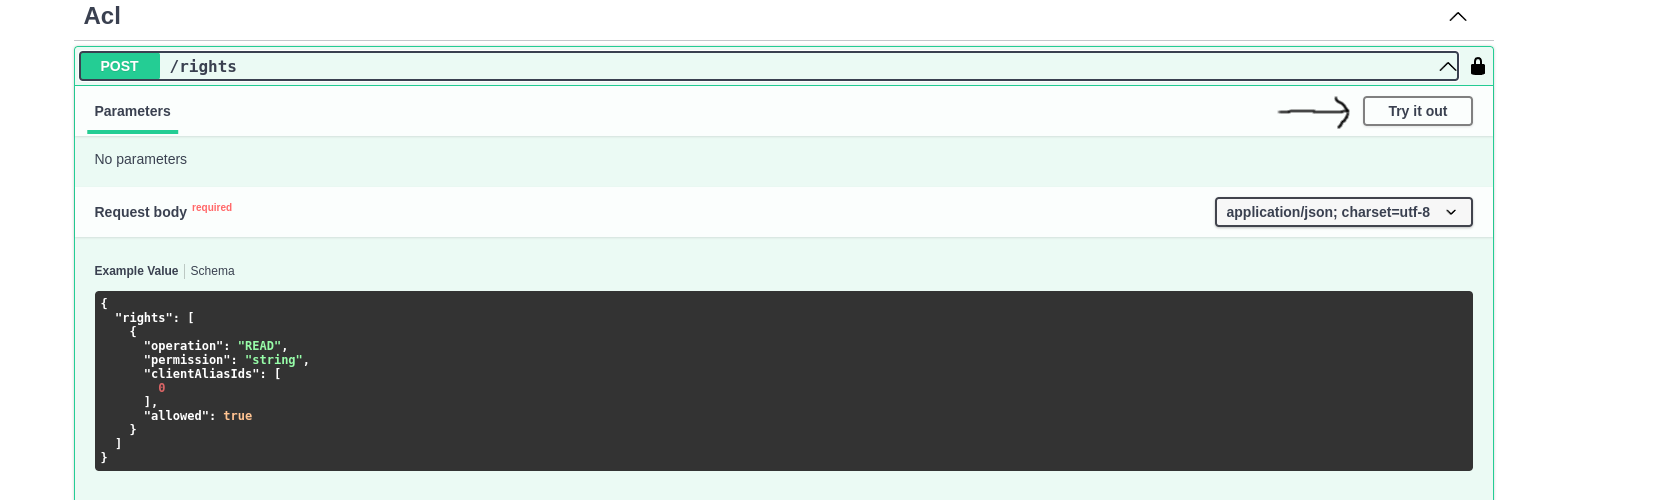 Acl
POST /rights
Parameters
Try it out
No parameters
Request body required
application/json; charset=utf-8
Example Value Schema
{
  "rights": [
    {
      "operation": "READ",
      "permission": "string",
      "clientAliasIds": [
        0
      ],
      "allowed": true
    }
  ]
}